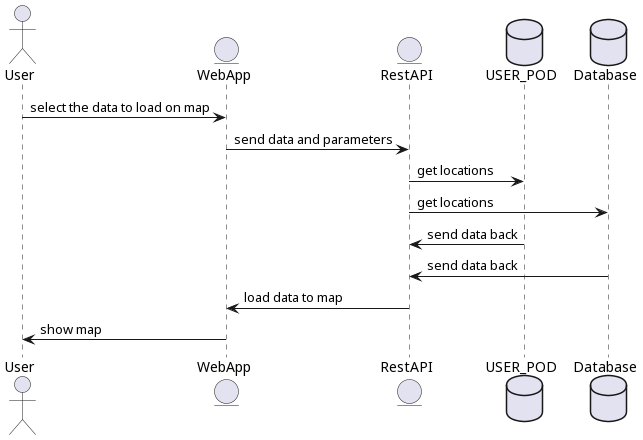 User WebApp RestAPI USER_POD Database
select the data to load on map
send data and parameters
get locations
get locations
send data back
send data back
load data to map
show map
User WebApp RestAPI USER_POD Database